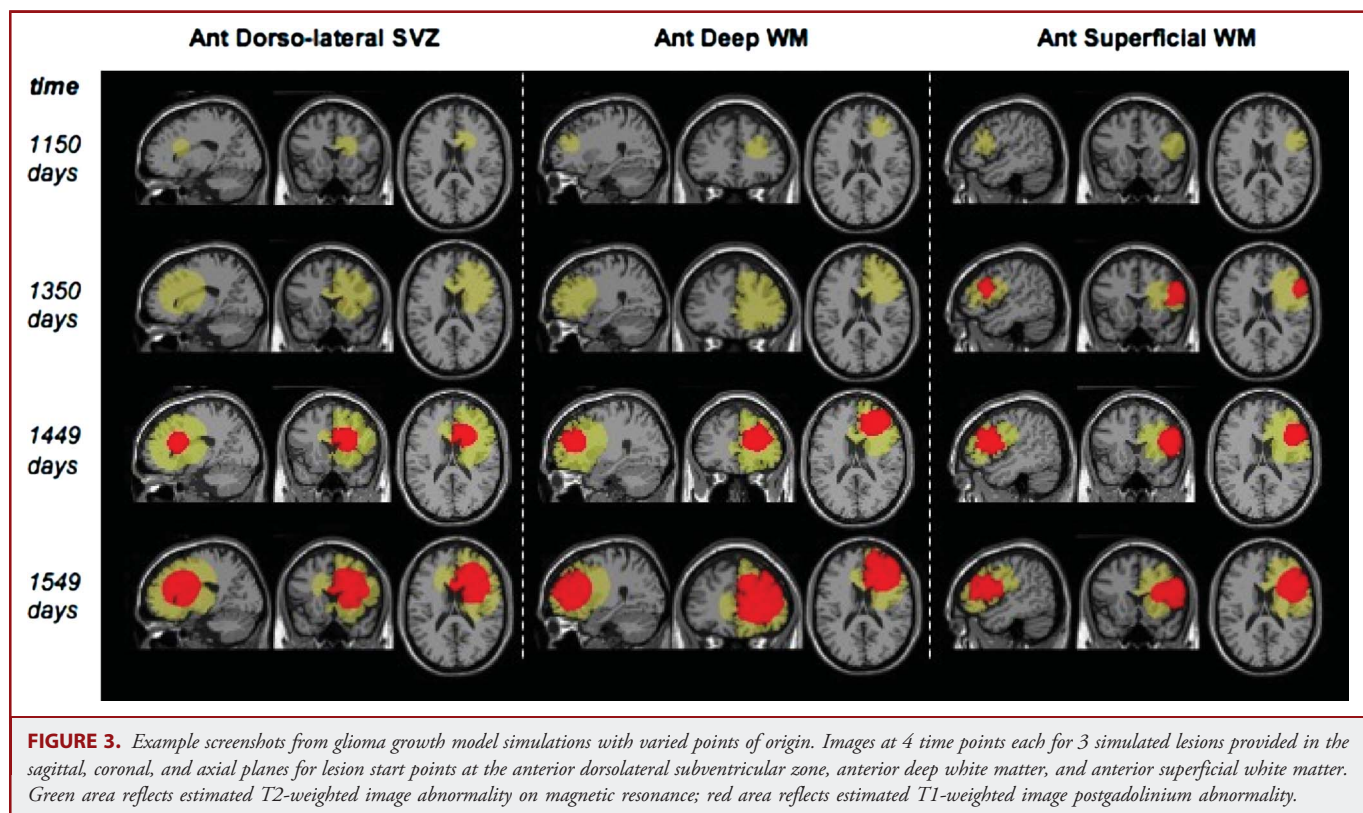 Ant Dorso-lateral SVZ Ant Deep WM Ant Superficial WM
time
1150
days
1350
days
1449
days
1549
days
FIGURE 3. Example screenshots from glioma growth model simulations with varied points of origin. Images at 4 time points each for 3 simulated lesions provided in the
sagittal, coronal, and axial planes for lesion start points at the anterior dorsolateral subventricular zone, anterior deep white matter, and anterior superficial white matter.
Green area reflects estimated T2-weighted image abnormality on magnetic resonance; red area reflects estimated T1-weighted image postgadolinium abnormality.